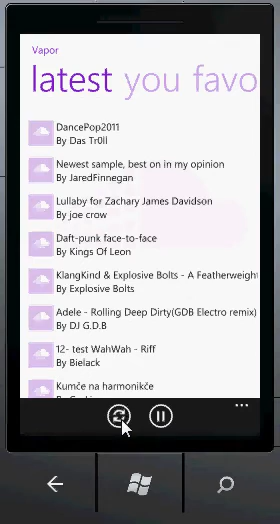 Vapor
latest you favo
DancePop2011
By Das Tr0ll
Newest sample, best on in my opinion
By JaredFinnegan
Lullaby for Zachary James Davidson
By joe crow
Daft-punk face-to-face
By Kings Of Leon
KlangKind & Explosive Bolts - A Featherweight
By Explosive Bolts
Adele - Rolling Deep Dirty(GDB Electro remix)
By DJ G.D.B
12- test WahWah - Riff
By Bielack
Kumče na harmonikče